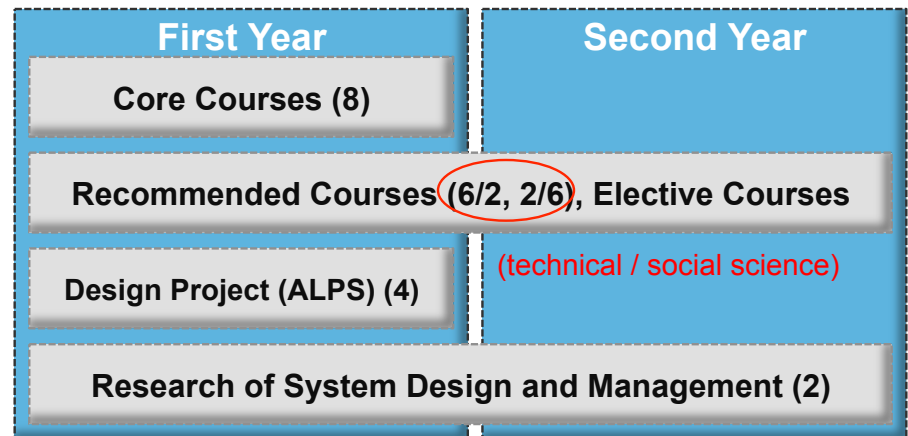 First Year
Second Year
Core Courses (8)
Recommended Courses (6/2, 2/6), Elective Courses
(technical / social science)
Design Project (ALPS) (4)
Research of System Design and Management (2)